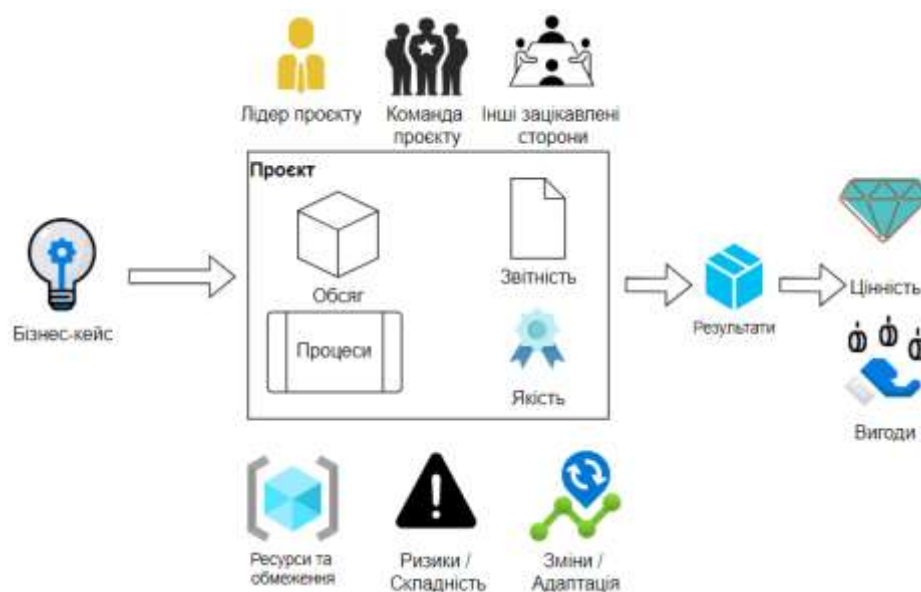 Лідер проєкту
Команда
проєкту
Інші зацікавлені
сторони
Проєкт
Обсяг
Звітність
Процеси
Якість
Бізнес-кейс
Результати
Цінність
Вигоди
Ресурси та
обмеження
Ризики /
Складність
Зміни /
Адаптація